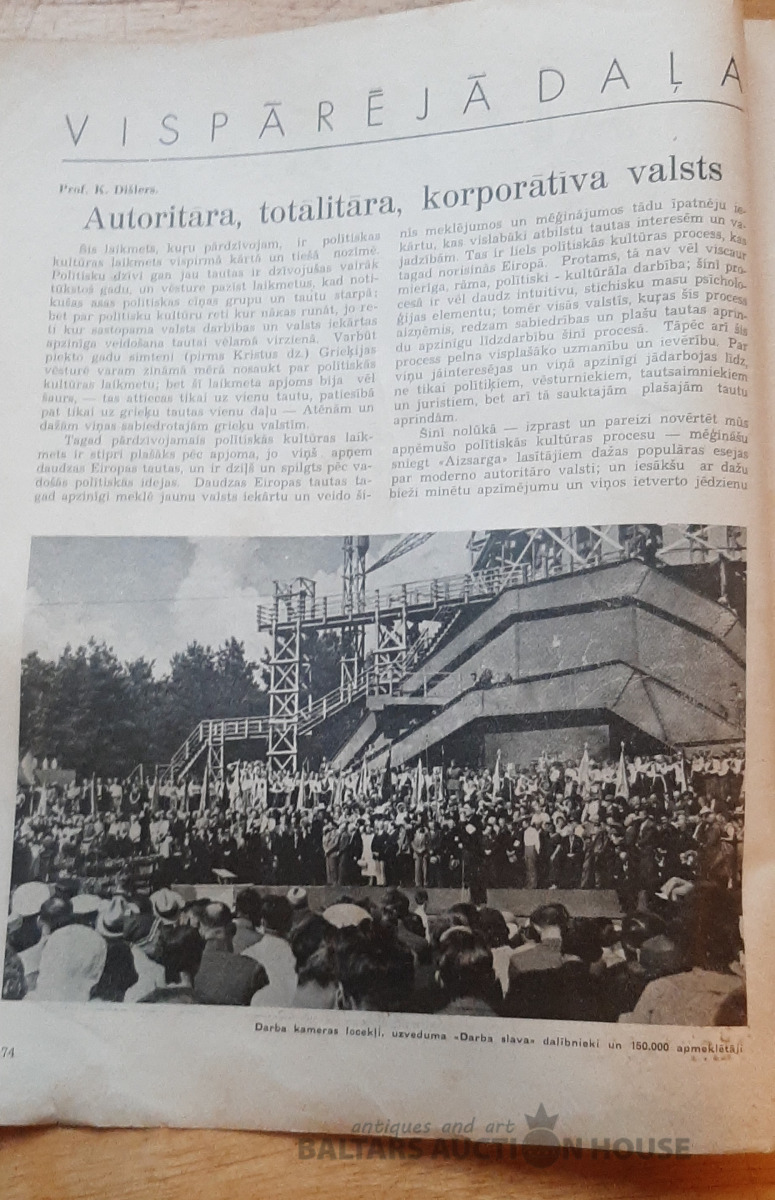 VISPĀRĒJĀ DAĻA
Prof. K. Dišlers.
Autoritāra, totālitāra, korporātīva valsts
Šis laikmets, kuŗu pārdzīvojam, ir politiskas
kultūras laikmets vispirmā kārtā un tiešā nozīmē.
Politisku dzīvi gan jau tautas ir dzīvojušas vairāk
tūkstoš gadu, un vēsture pazīst laikmetus, kad noti-
kušas asas politiskas cīņas grupu un tautu starpā;
bet par politisku kultūru reti kur nākas runāt, jo re-
ti kur sastopama valsts darbības un valsts iekārtas
apzinīga veidošana tautai vēlamā virzienā. Varbūt
piekto gadu simteni (pirms Kristus dz.) Grieķijas
vēsturē varam zināmā mērā nosaukt par politiskās
kultūras laikmetu; bet šī laikmeta apjoms bija vēl
šaurs, — tas attiecas tikai uz vienu tautu, patiesībā
pat tikai uz grieķu tautas vienu daļu — Atēnām un
dažām viņas sabiedrotajām grieķu valstīm.
Tagad pārdzīvojamais politiskās kultūras laik-
mets ir stipri plašāks pēc apjoma, jo viņš apņem
daudzas Eiropas tautas, un ir dziļš un spilgts pēc va-
došās politiskās idejas. Daudzas Eiropas tautas ta-
gad apzinīgi meklē jaunu valsts iekārtu un veido ši-
nīs meklējumos un mēģinājumos tādu īpatnēju ie-
kārtu, kas vislabāki atbilstu tautas interesēm un va-
jadzībām. Tas ir liels politiskās kultūras process, kas
tagad norisinās Eiropā. Protams, tā nav vēl viscaur
mierīga, rāma, politiski - kultūrāla darbība; šinī pro-
cesā ir vēl daudz intuitīvu, stichisku masu psīcholo-
ģijas elementu; tomēr visās valstīs, kuŗas šis process
aizņēmis, redzam sabiedrības un plašu tautas aprin-
du apzinīgu līdzdarbību šinī procesā. Tāpēc arī šis
process pelna visplašāko uzmanību un ievērību. Par
viņu jāinteresējas un viņā apzinīgi jādarbojas līdz,
ne tikai politiķiem, vēsturniekiem, tautsaimniekiem
un juristiem, bet arī tā sauktajām plašajām tautu
aprindām.
Šinī nolūkā — izprast un pareizi novērtēt mūs
apņēmušo politiskās kultūras procesu — mēģināšu
sniegt «Aizsarga» lasītājiem dažas populāras esejas
par moderno autoritāro valsti; un iesākšu ar dažu
bieži minētu apzīmējumu un viņos ietverto jēdzienu
Darba kameras locekļi, uzveduma «Darba slava» dalībnieki un 150.000 apmeklētāji
74
antiques and art
BALTARS AUCTION HOUSE